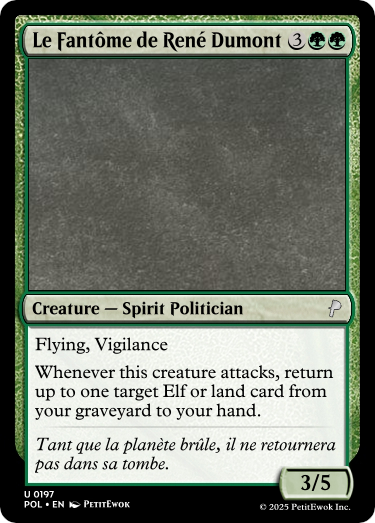 Le Fantôme de René Dumont 3
Creature — Spirit Politician
Flying, Vigilance
Whenever this creature attacks, return
up to one target Elf or land card from
your graveyard to your hand.
Tant que la planète brûle, il ne retournera
pas dans sa tombe.
3/5
U 0197
POL • EN PetitEwok
© 2025 PetitEwok Inc.